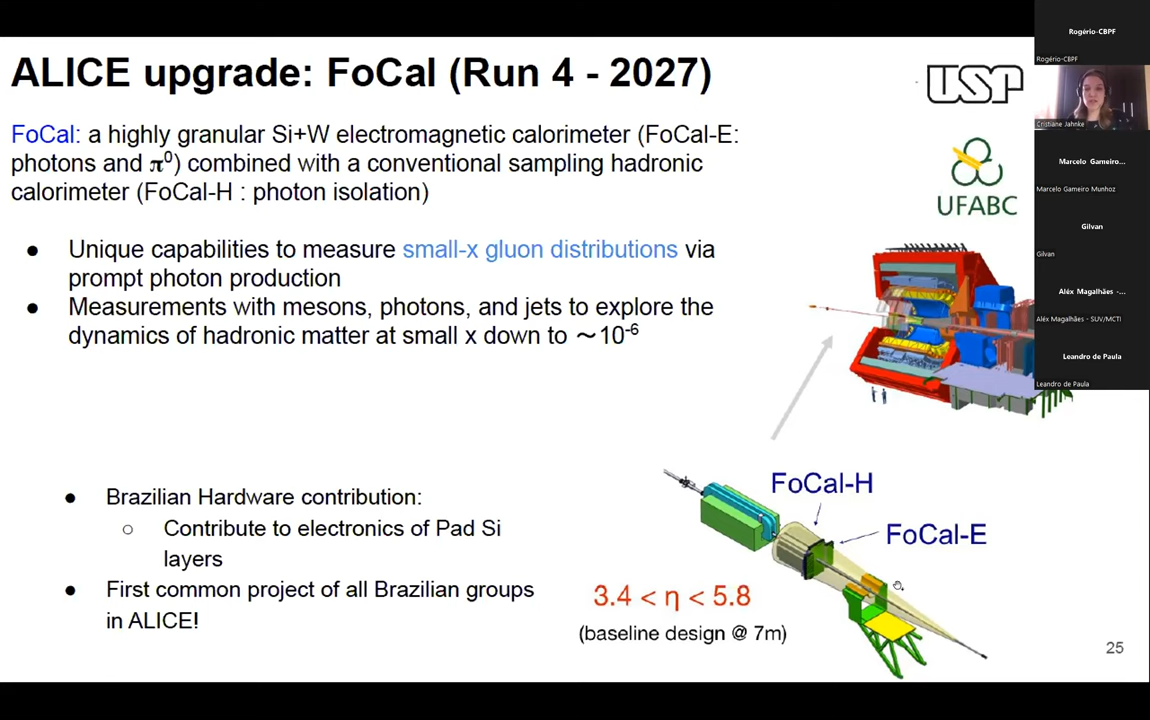 ALICE upgrade: FoCal (Run 4 - 2027)
FoCal: a highly granular Si+W electromagnetic calorimeter (FoCal-E:
photons and π⁰) combined with a conventional sampling hadronic
calorimeter (FoCal-H : photon isolation)
● Unique capabilities to measure small-x gluon distributions via
prompt photon production
● Measurements with mesons, photons, and jets to explore the
dynamics of hadronic matter at small x down to ∼10⁻⁶
● Brazilian Hardware contribution:
○ Contribute to electronics of Pad Si
layers
● First common project of all Brazilian groups
in ALICE!
USP
UFABC
FoCal-H
FoCal-E
3.4 < η < 5.8
(baseline design @ 7m)
25
Rogério-CBPF
Rogério-CBPF
Cristiane Jahnke
Marcelo Gameiro...
Marcelo Gameiro Munhoz
Gilvan
Gilvan
Aléx Magalhães -...
Aléx Magalhães - SUV/MCTI
Leandro de Paula
Leandro de Paula